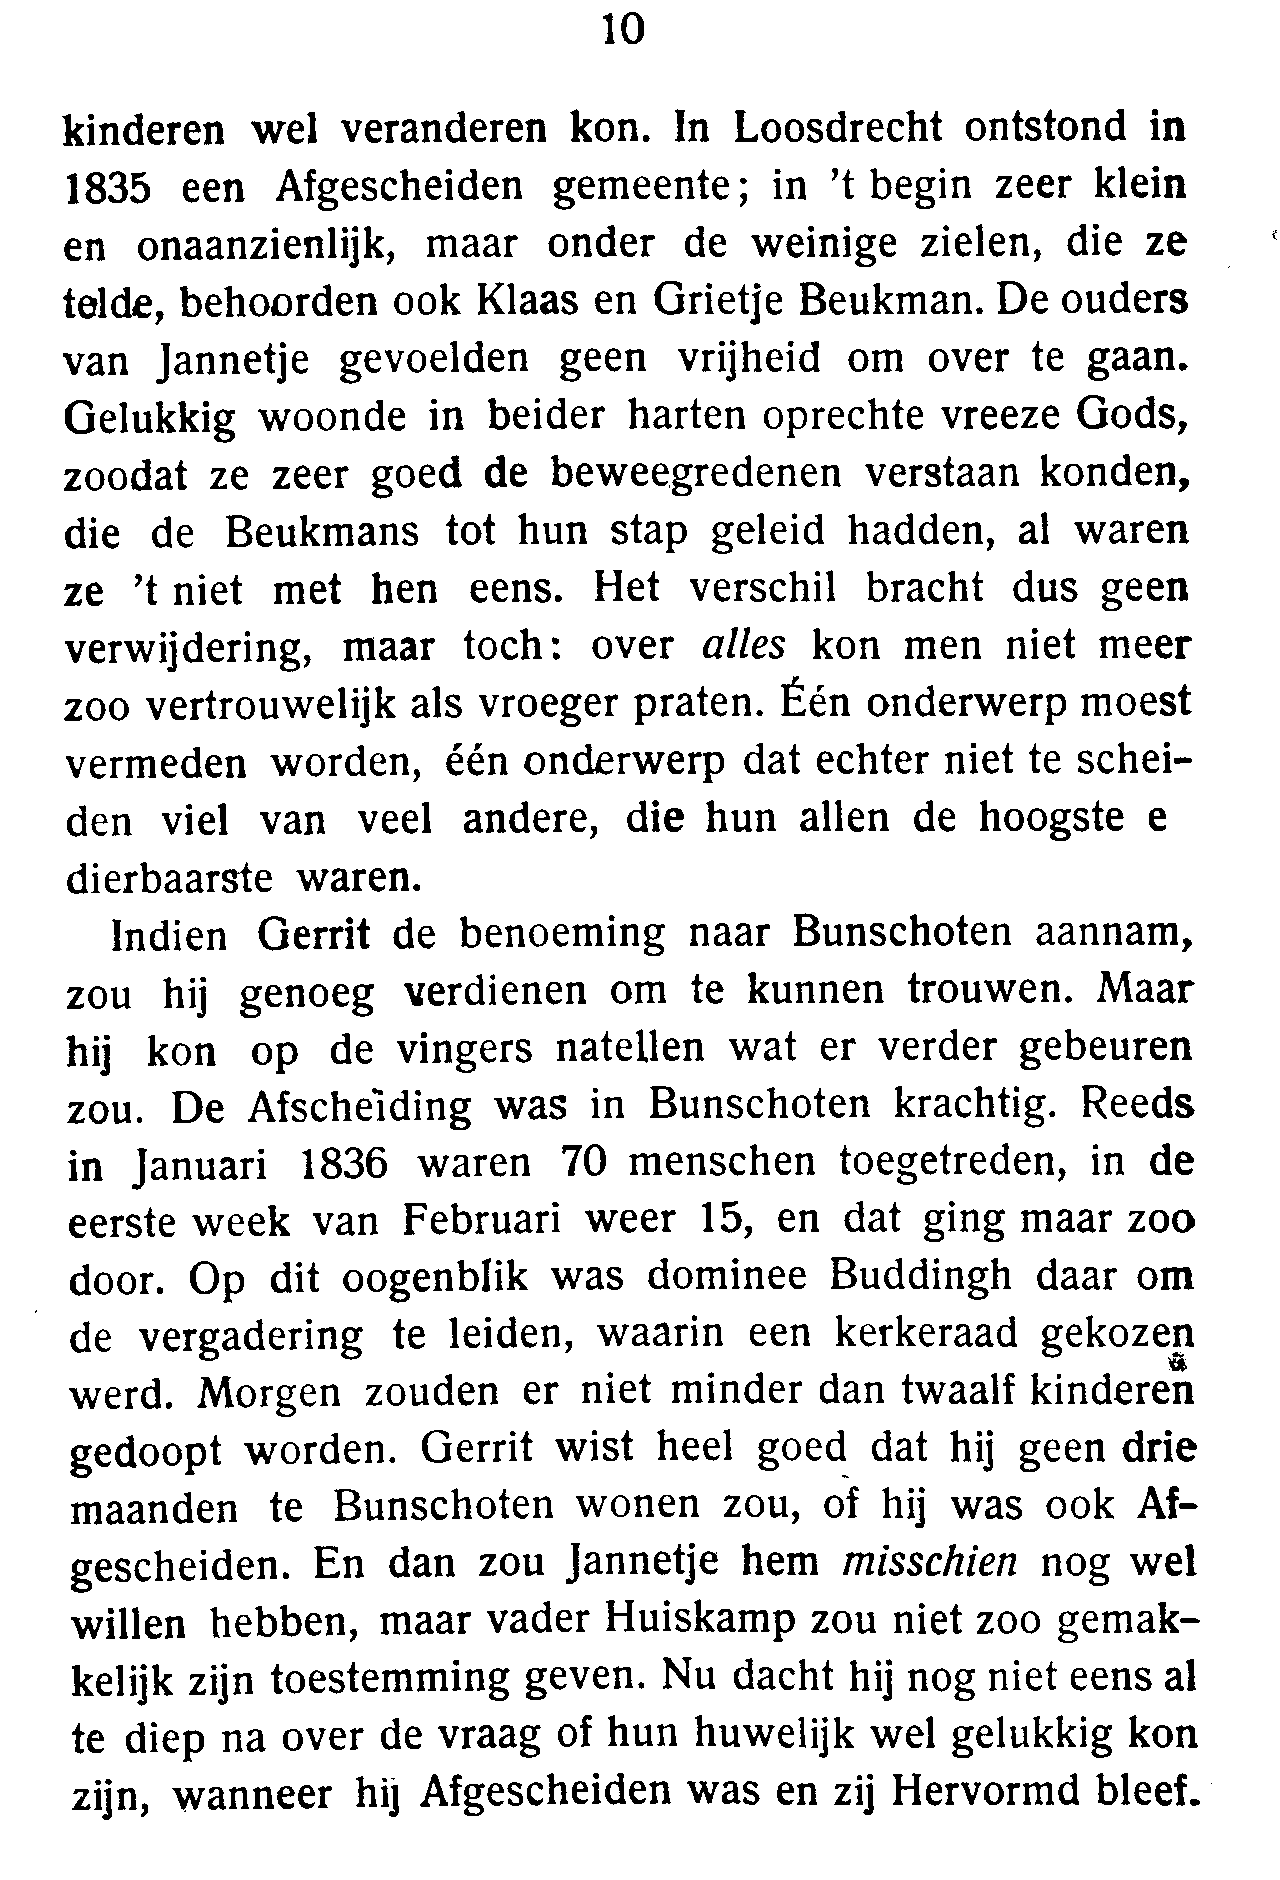 10
kinderen wel veranderen kon. In Loosdrecht ontstond in
1835 een Afgescheiden gemeente; in 't begin zeer klein
en onaanzienlijk, maar onder de weinige zielen, die ze
telde, behoorden ook Klaas en Grietje Beukman. De ouders
van Jannetje gevoelden geen vrijheid om over te gaan.
Gelukkig woonde in beider harten oprechte vreeze Gods,
zoodat ze zeer goed de beweegredenen verstaan konden,
die de Beukmans tot hun stap geleid hadden, al waren
ze 't niet met hen eens. Het verschil bracht dus geen
verwijdering, maar toch: over alles kon men niet meer
zoo vertrouwelijk als vroeger praten. Één onderwerp moest
vermeden worden, één onderwerp dat echter niet te schei-
den viel van veel andere, die hun allen de hoogste e
dierbaarste waren.
Indien Gerrit de benoeming naar Bunschoten aannam,
zou hij genoeg verdienen om te kunnen trouwen. Maar
hij kon op de vingers natellen wat er verder gebeuren
zou. De Afscheiding was in Bunschoten krachtig. Reeds
in Januari 1836 waren 70 menschen toegetreden, in de
eerste week van Februari weer 15, en dat ging maar zoo
door. Op dit oogenblik was dominee Buddingh daar om
de vergadering te leiden, waarin een kerkeraad gekozen
werd. Morgen zouden er niet minder dan twaalf kinderen
gedoopt worden. Gerrit wist heel goed dat hij geen drie
maanden te Bunschoten wonen zou, of hij was ook Af-
gescheiden. En dan zou Jannetje hem misschien nog wel
willen hebben, maar vader Huiskamp zou niet zoo gemak-
kelijk zijn toestemming geven. Nu dacht hij nog niet eens al
te diep na over de vraag of hun huwelijk wel gelukkig kon
zijn, wanneer hij Afgescheiden was en zij Hervormd bleef.